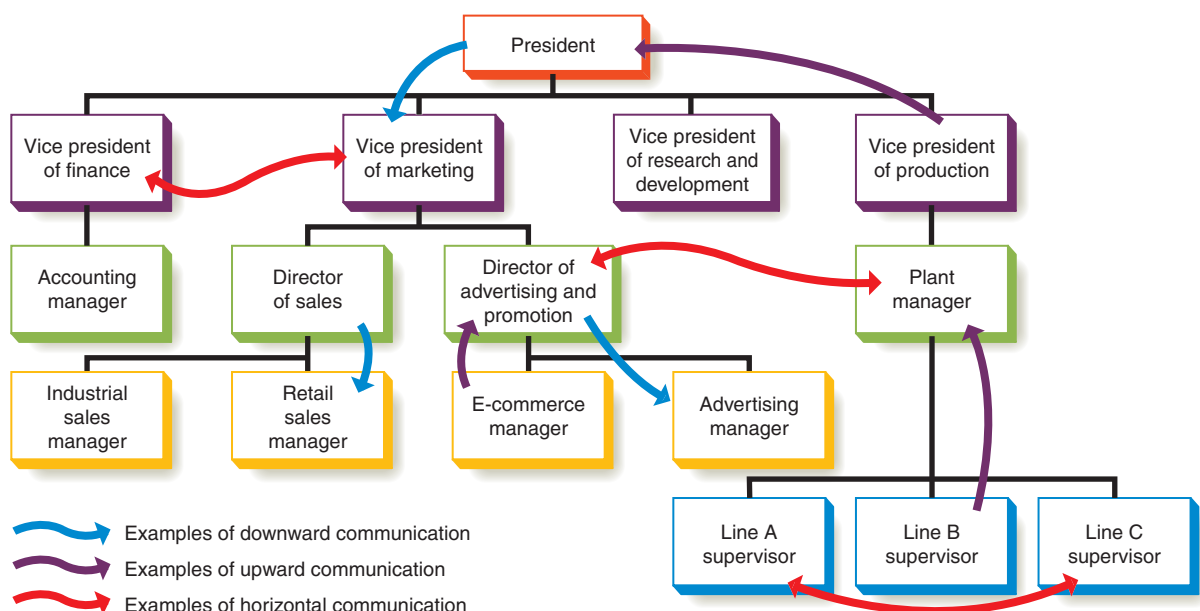 President
Vice president
of finance
Vice president
of marketing
Vice president
of research and
development
Vice president
of production
Accounting
manager
Director
of sales
Director of
advertising and
promotion
Plant
manager
Industrial
sales
manager
Retail
sales
manager
E-commerce
manager
Advertising
manager
Line A
supervisor
Line B
supervisor
Line C
supervisor
Examples of downward communication
Examples of upward communication
Examples of horizontal communication